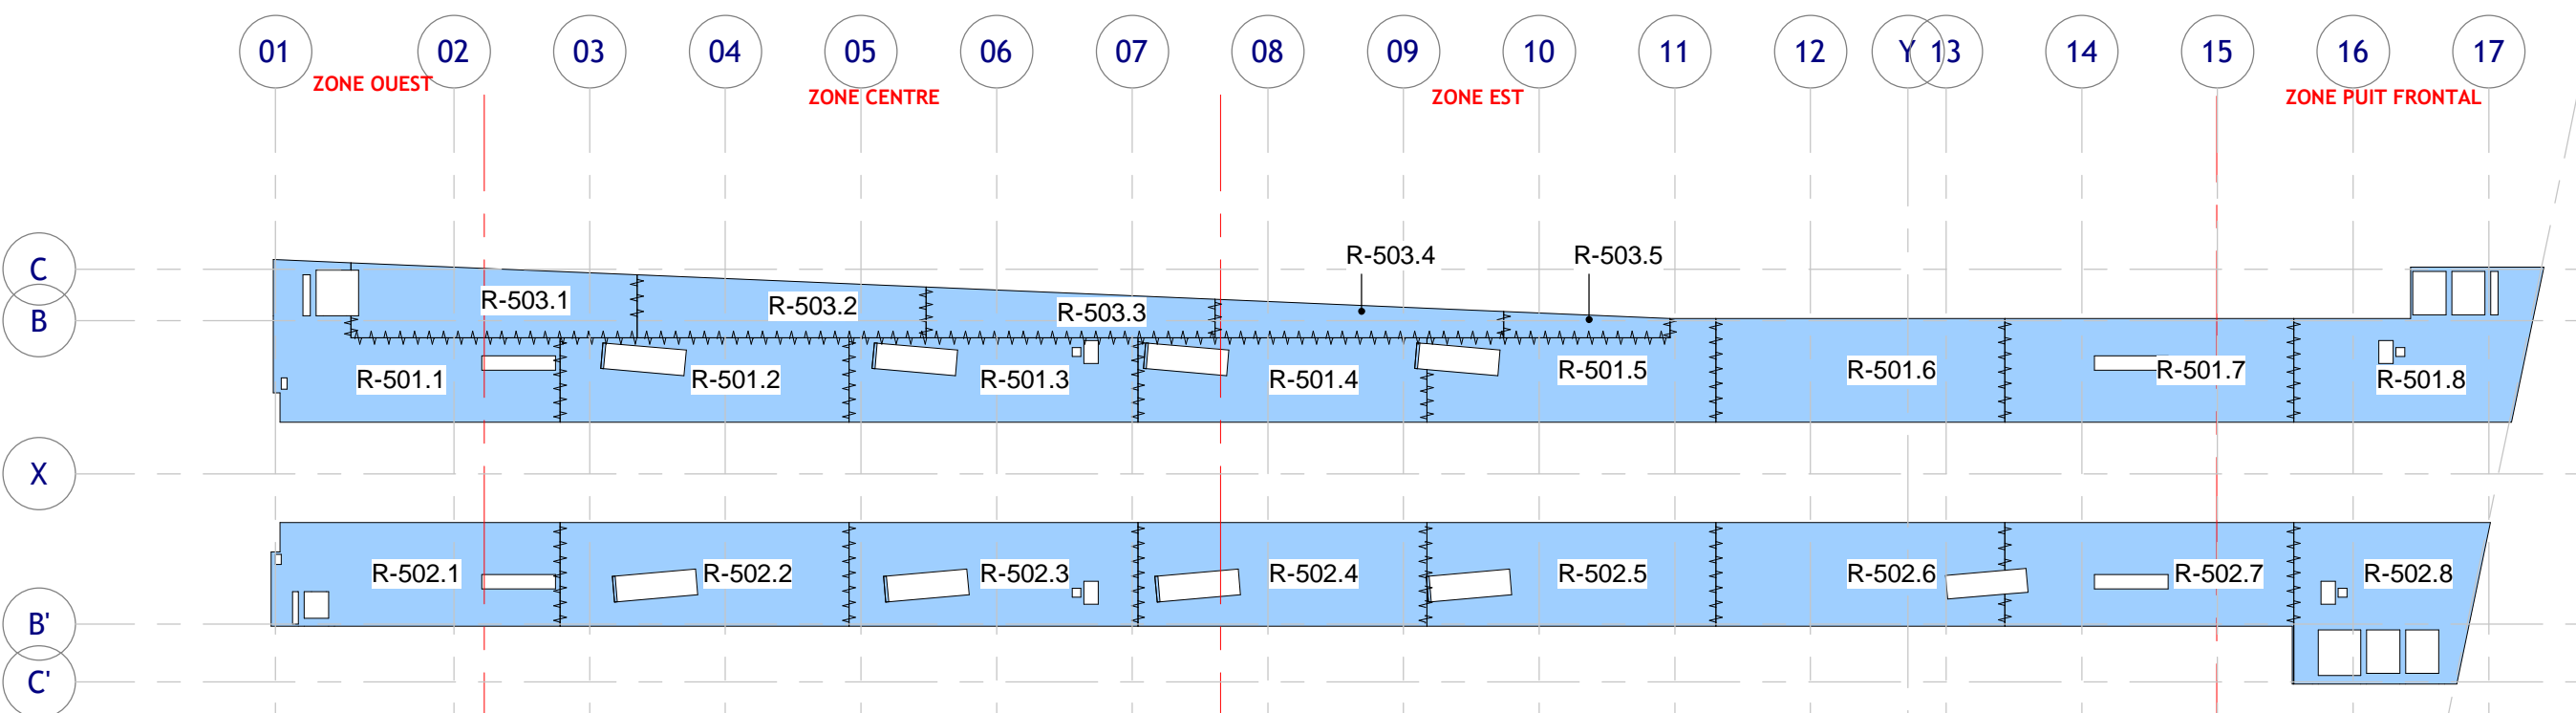 01 02 03 04 05 06 07 08 09 10 11 12 Y 13 14 15 16 17
ZONE OUEST ZONE CENTRE ZONE EST ZONE PUIT FRONTAL
R-503.4 R-503.5
C
R-503.1 R-503.2 R-503.3
B
R-501.1 R-501.2 R-501.3 R-501.4 R-501.5 R-501.6 R-501.7 R-501.8
X
R-502.1 R-502.2 R-502.3 R-502.4 R-502.5 R-502.6 R-502.7 R-502.8
B'
C'